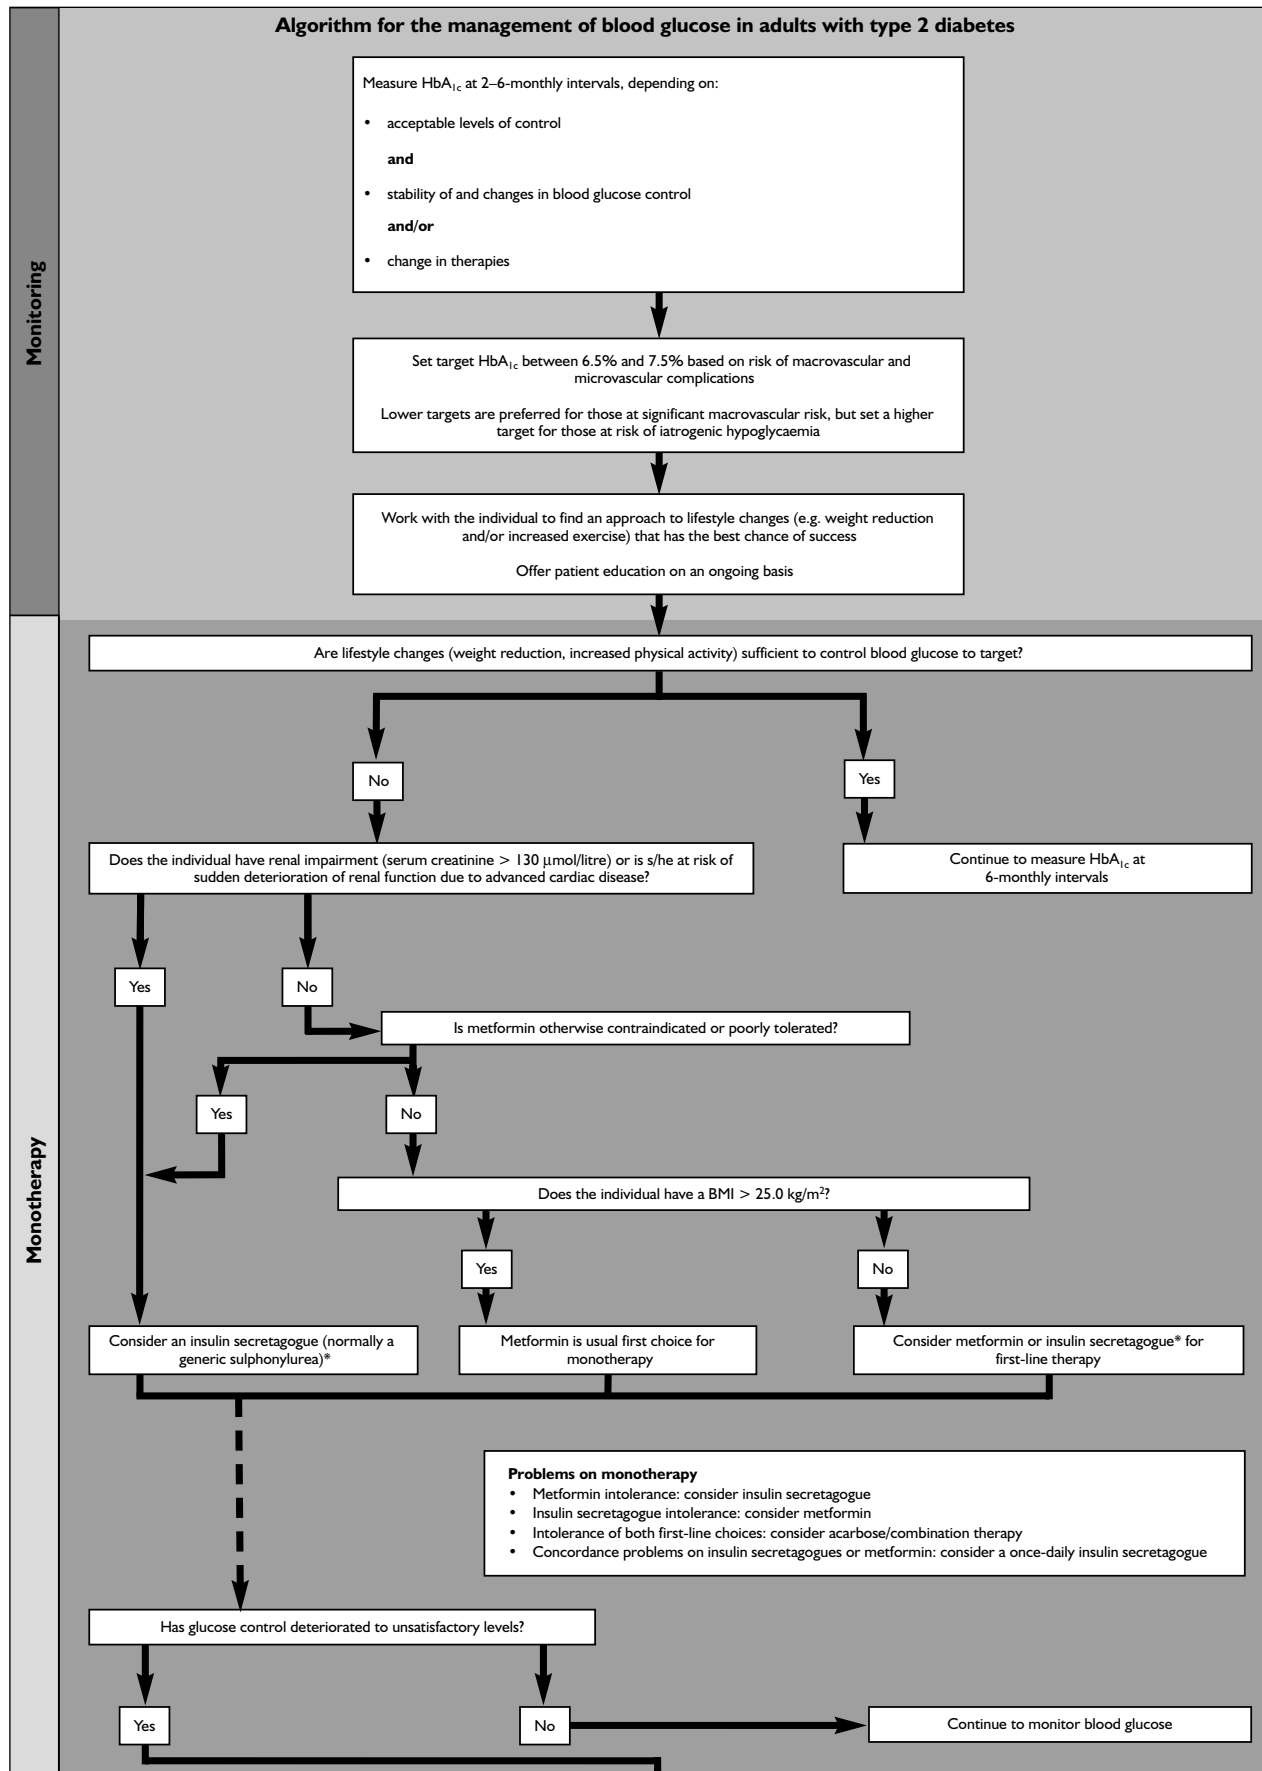 Algorithm for the management of blood glucose in adults with type 2 diabetes
Monitoring
Measure HbA1c at 2–6-monthly intervals, depending on:
• acceptable levels of control
and
• stability of and changes in blood glucose control
and/or
• change in therapies
Set target HbA1c between 6.5% and 7.5% based on risk of macrovascular and
microvascular complications
Lower targets are preferred for those at significant macrovascular risk, but set a higher
target for those at risk of iatrogenic hypoglycaemia
Work with the individual to find an approach to lifestyle changes (e.g. weight reduction
and/or increased exercise) that has the best chance of success
Offer patient education on an ongoing basis
Monotherapy
Are lifestyle changes (weight reduction, increased physical activity) sufficient to control blood glucose to target?
No
Yes
Does the individual have renal impairment (serum creatinine > 130 μmol/litre) or is s/he at risk of
sudden deterioration of renal function due to advanced cardiac disease?
Continue to measure HbA1c at
6-monthly intervals
Yes
No
Is metformin otherwise contraindicated or poorly tolerated?
Yes
No
Does the individual have a BMI > 25.0 kg/m²?
Yes
No
Consider an insulin secretagogue (normally a
generic sulphonylurea)*
Metformin is usual first choice for
monotherapy
Consider metformin or insulin secretagogue* for
first-line therapy
Problems on monotherapy
• Metformin intolerance: consider insulin secretagogue
• Insulin secretagogue intolerance: consider metformin
• Intolerance of both first-line choices: consider acarbose/combination therapy
• Concordance problems on insulin secretagogues or metformin: consider a once-daily insulin secretagogue
Has glucose control deteriorated to unsatisfactory levels?
Yes
No
Continue to monitor blood glucose